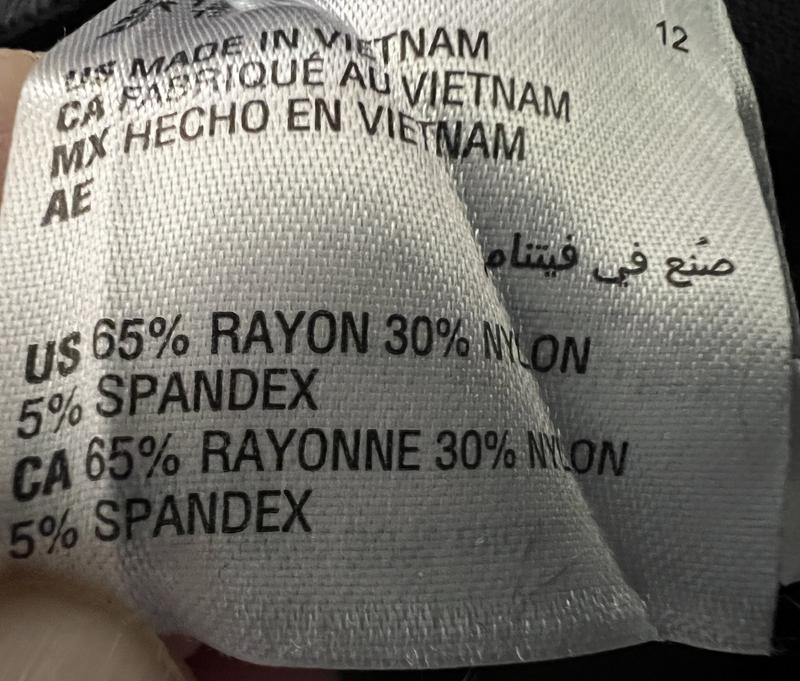 12
US MADE IN VIETNAM
CA FABRIQUÉ AU VIETNAM
MX HECHO EN VIETNAM
AE
صُنع في فيتنام
US 65% RAYON 30% NYLON
5% SPANDEX
CA 65% RAYONNE 30% NYLON
5% SPANDEX